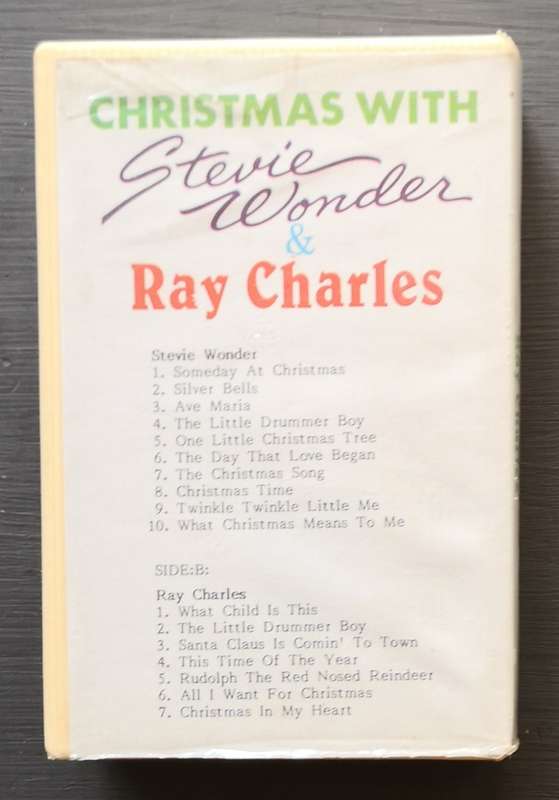 CHRISTMAS WITH
Stevie
Wonder
&
Ray Charles
Stevie Wonder
1. Someday At Christmas
2. Silver Bells
3. Ave Maria
4. The Little Drummer Boy
5. One Little Christmas Tree
6. The Day That Love Began
7. The Christmas Song
8. Christmas Time
9. Twinkle Twinkle Little Me
10. What Christmas Means To Me
SIDE:B:
Ray Charles
1. What Child Is This
2. The Little Drummer Boy
3. Santa Claus Is Comin' To Town
4. This Time Of The Year
5. Rudolph The Red Nosed Reindeer
6. All I Want For Christmas
7. Christmas In My Heart